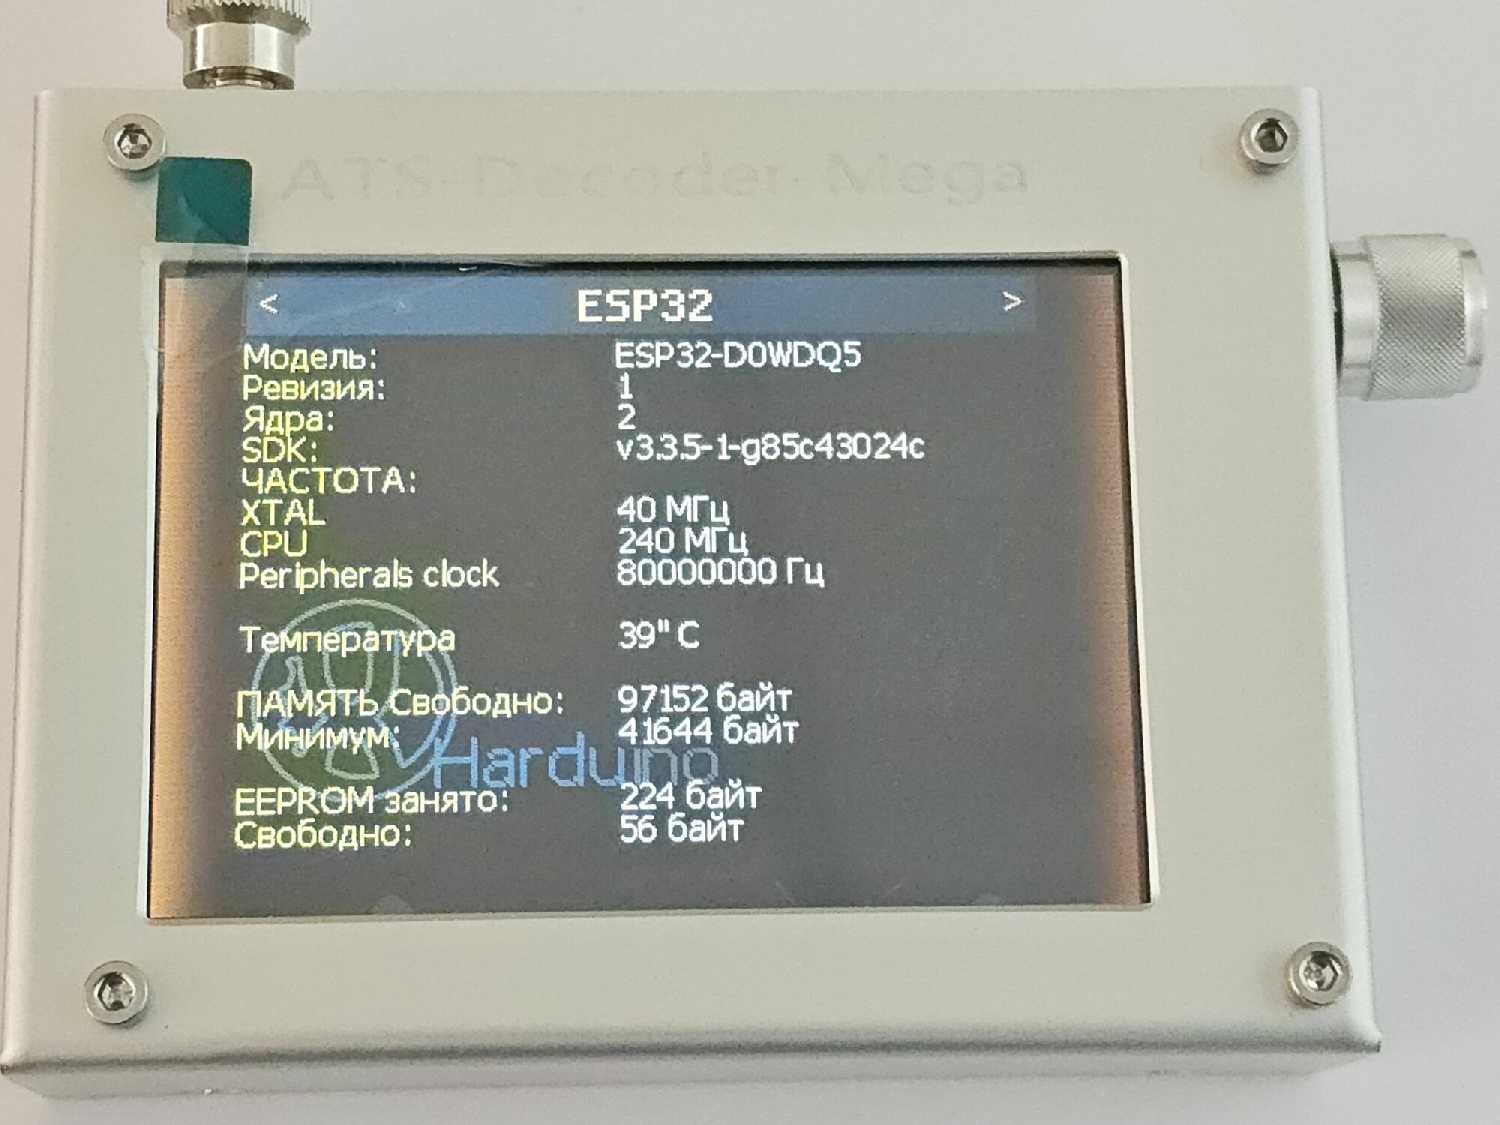 ATS-Decoder-Mega
< ESP32 >
Модель: ESP32-D0WDQ5
Ревизия: 1
Ядра: 2
SDK: v3.3.5-1-g85c43024c
ЧАСТОТА:
XTAL 40 МГц
CPU 240 МГц
Peripherals clock 80000000 Гц
Температура 39" C
ПАМЯТЬ Свободно: 97152 байт
Минимум: 41644 байт
Harduino
EEPROM занято: 224 байт
Свободно: 56 байт